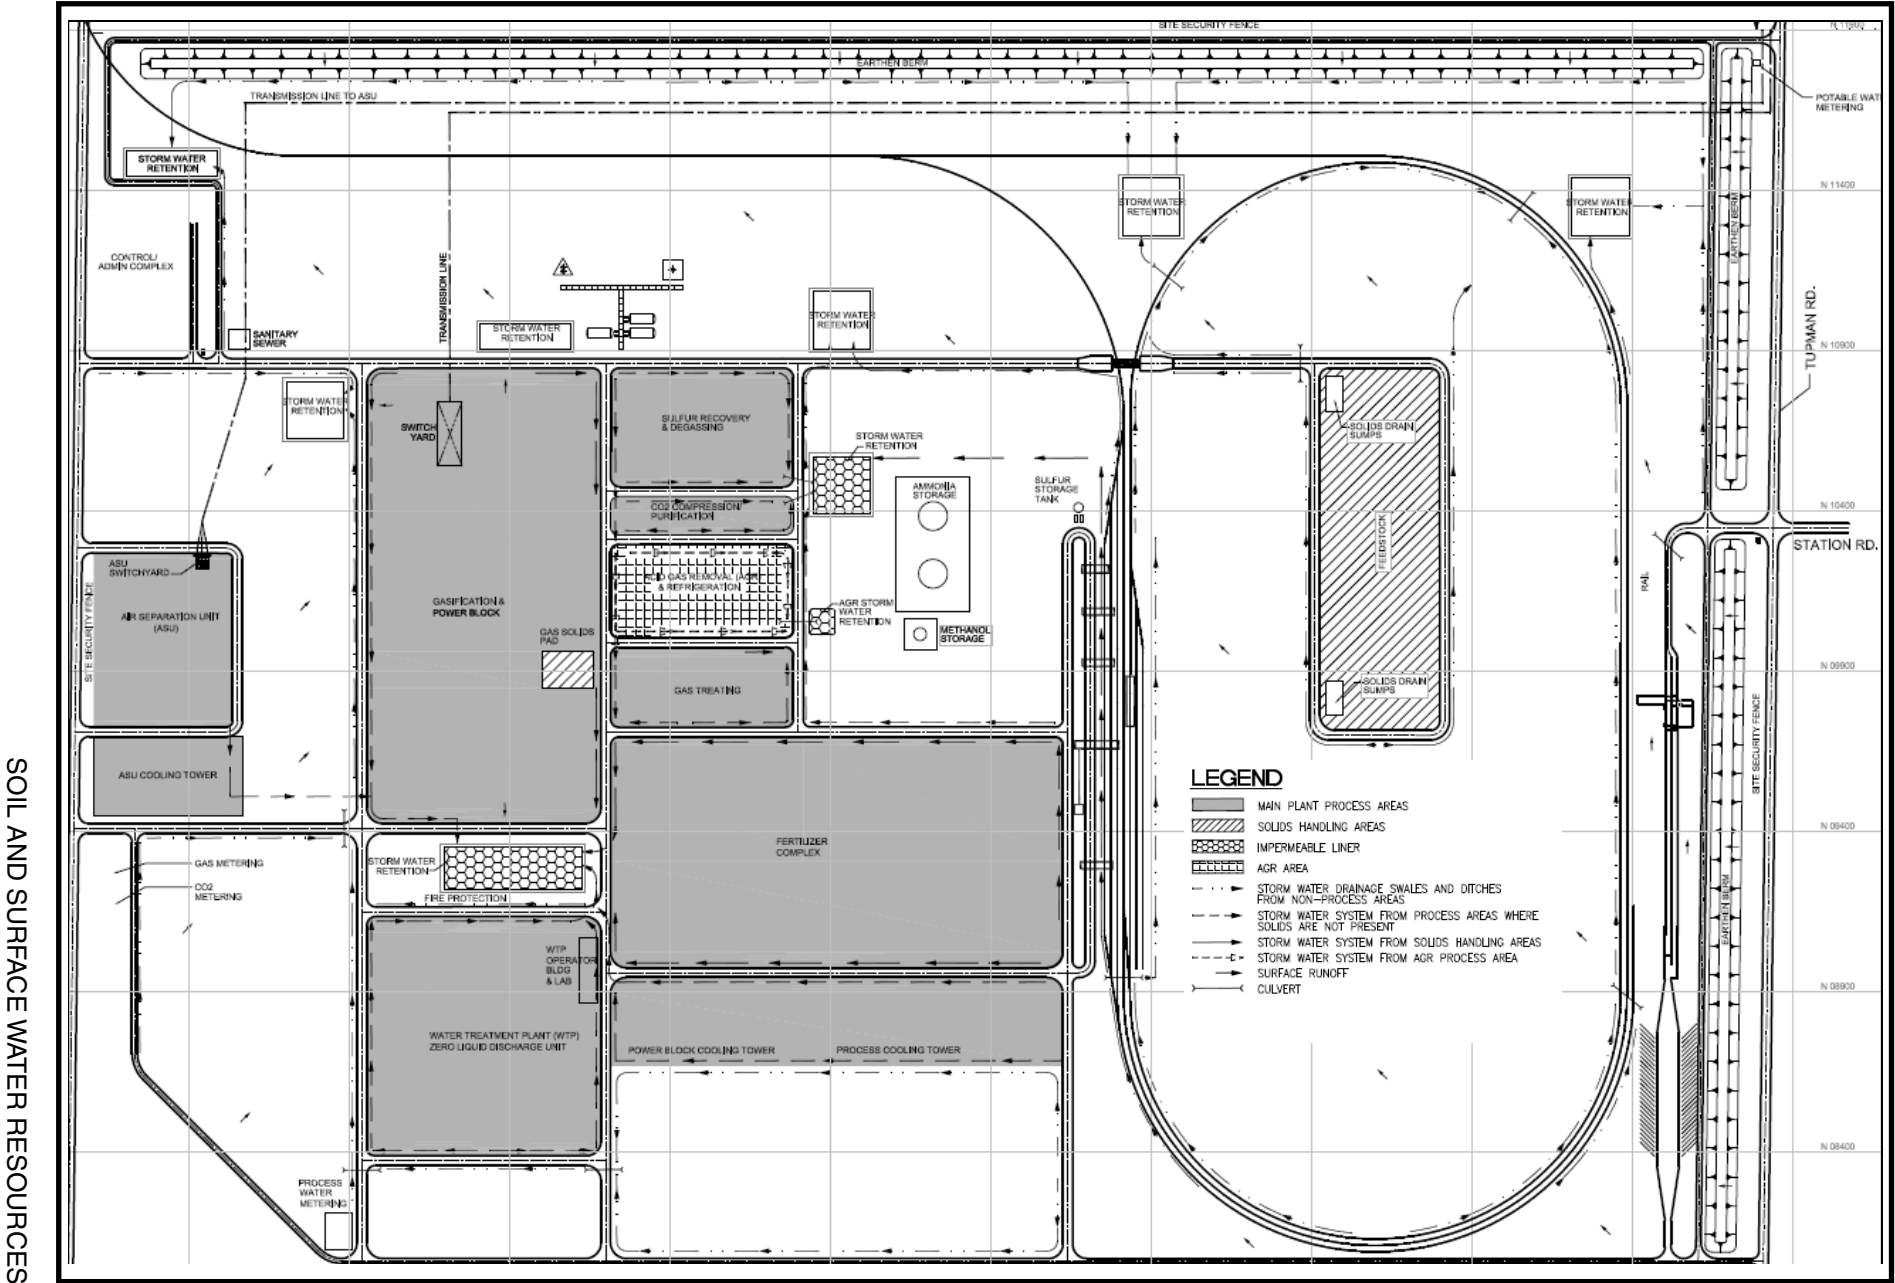 SITE SECURITY FENCE
N 11900
EARTHEN BERM
TRANSMISSION LINE TO ASU
POTABLE WAT
METERING
STORM WATER
RETENTION
N 11400
STORM WATER
RETENTION
STORM WATER
RETENTION
EARTHEN BERM
CONTROL/
ADMIN COMPLEX
TRANSMISSION LINE
SANITARY
SEWER
STORM WATER
RETENTION
STORM WATER
RETENTION
TUPMAN RD.
N 10900
STORM WATER
RETENTION
SWITCH
YARD
SULFUR RECOVERY
& DEGASSING
STORM WATER
RETENTION
SOLIDS DRAIN
SUMPS
AMMONIA
STORAGE
SULFUR
STORAGE
TANK
CO2 COMPRESSION/
PURIFICATION
N 10400
STATION RD.
FEEDSTOCK
ASU
SWITCHYARD
SITE SECURITY FENCE
AIR SEPARATION UNIT
(ASU)
GASIFICATION &
POWER BLOCK
ACID GAS REMOVAL (AGR)
& REFRIGERATION
AGR STORM
WATER
RETENTION
METHANOL
STORAGE
RAIL
GAS SOLIDS
PAD
GAS TREATING
N 09900
SOLIDS DRAIN
SUMPS
SITE SECURITY FENCE
ASU COOLING TOWER
LEGEND
MAIN PLANT PROCESS AREAS
SOLIDS HANDLING AREAS
IMPERMEABLE LINER
AGR AREA
STORM WATER DRAINAGE SWALES AND DITCHES
FROM NON-PROCESS AREAS
STORM WATER SYSTEM FROM PROCESS AREAS WHERE
SOLIDS ARE NOT PRESENT
STORM WATER SYSTEM FROM SOLIDS HANDLING AREAS
STORM WATER SYSTEM FROM AGR PROCESS AREA
SURFACE RUNOFF
CULVERT
N 09400
FERTILIZER
COMPLEX
GAS METERING
CO2
METERING
STORM WATER
RETENTION
FIRE PROTECTION
EARTHEN BERM
WTP
OPERATOR
BLDG
& LAB
N 08900
WATER TREATMENT PLANT (WTP)
ZERO LIQUID DISCHARGE UNIT
POWER BLOCK COOLING TOWER
PROCESS COOLING TOWER
N 08400
PROCESS
WATER
METERING
SOIL AND SURFACE WATER RESOURCES